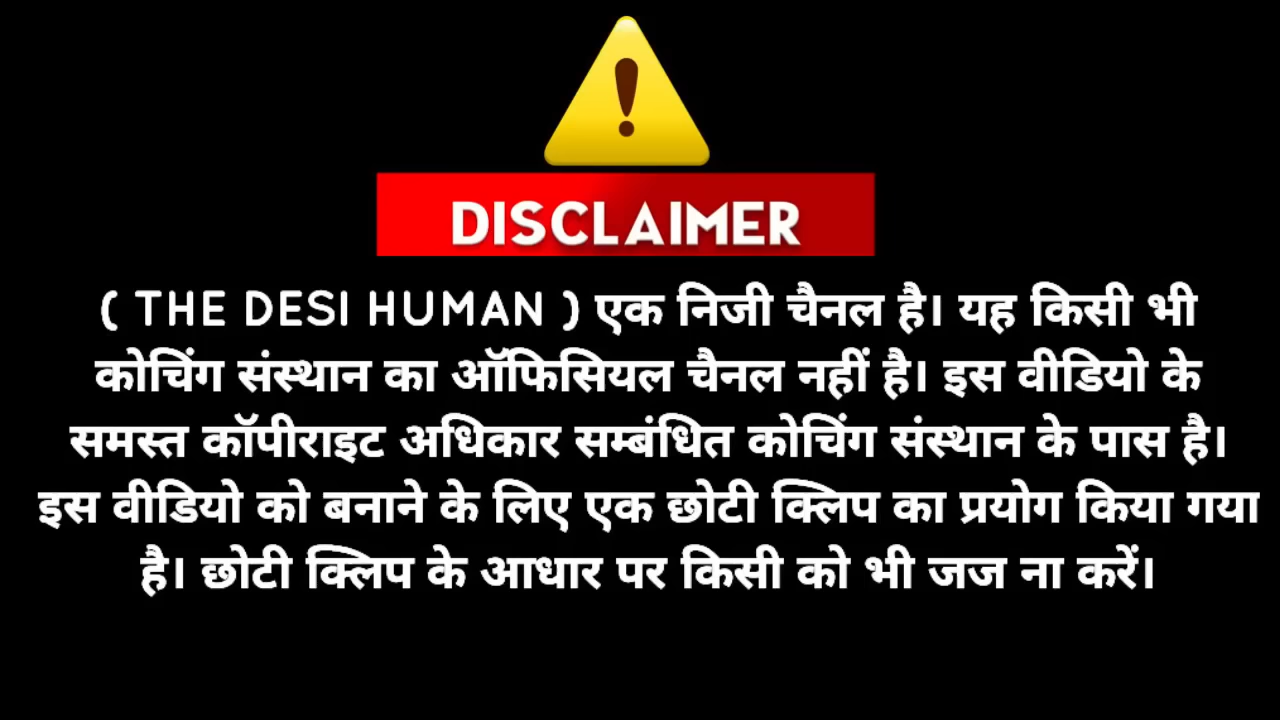 DISCLAIMER
( THE DESI HUMAN ) एक निजी चैनल है। यह किसी भी
कोचिंग संस्थान का ऑफिसियल चैनल नहीं है। इस वीडियो के
समस्त कॉपीराइट अधिकार सम्बंधित कोचिंग संस्थान के पास है।
इस वीडियो को बनाने के लिए एक छोटी क्लिप का प्रयोग किया गया
है। छोटी क्लिप के आधार पर किसी को भी जज ना करें।